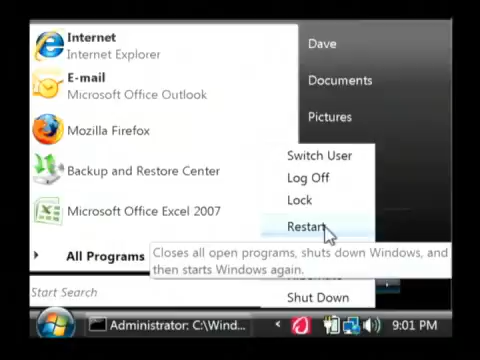 Internet
Internet Explorer
E-mail
Microsoft Office Outlook
Mozilla Firefox
Backup and Restore Center
Microsoft Office Excel 2007
All Programs
Start Search
Dave
Documents
Pictures
Switch User
Log Off
Lock
Restart
Closes all open programs, shuts down Windows, and
then starts Windows again.
Shut Down
Administrator: C:\Wind...
9:01 PM